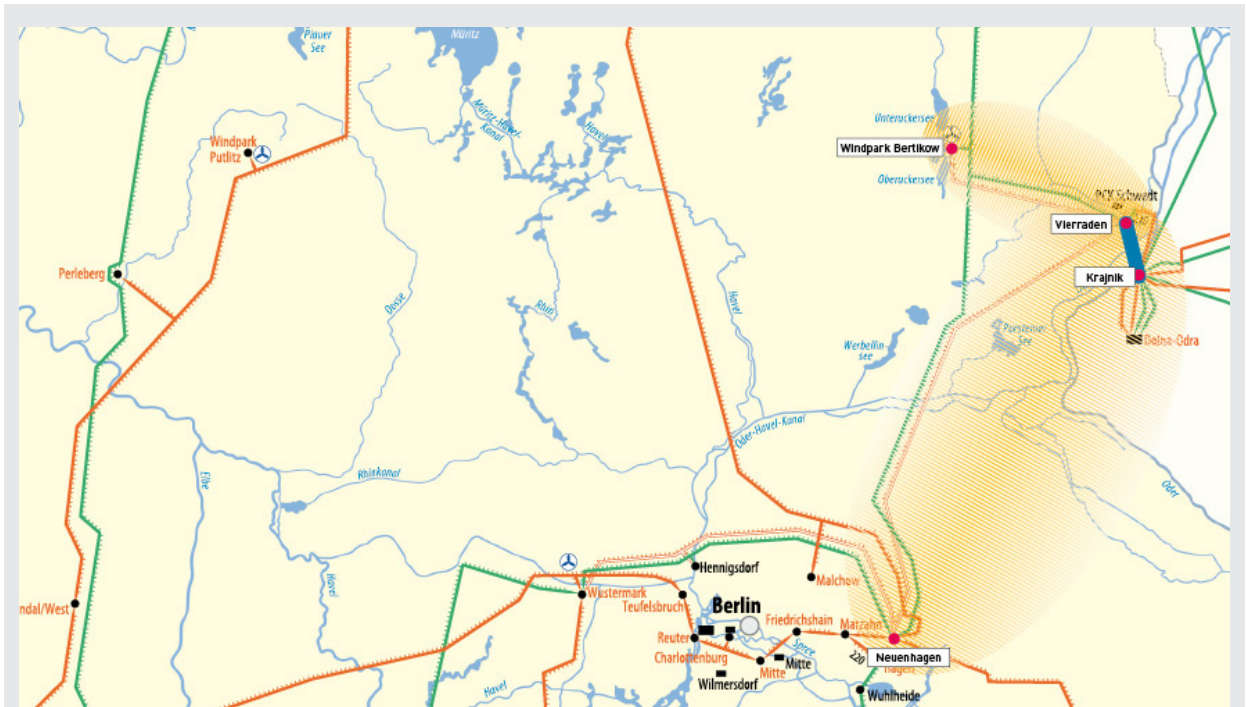 Plauer
See
Müritz
Müritz-Havel-
Kanal
Havel
Windpark
Putlitz
Unteruckersee
Windpark Bertikow
Oberuckersee
PCK Schwedt
Vierraden
Krajnik
Perleberg
Dosse
Rhin
Havel
Werbellin-
see
Parsteiner
See
Dolna-Odra
Oder-Havel-Kanal
Elbe
Rhinkanal
Oder
Havel
Hennigsdorf
Malchow
ndal/West
Wustermark
Teufelsbruch
Berlin
Friedrichshain
Marzahn
Reuter
Spree
Charlottenburg
Mitte
Mitte
220
Neuenhagen
hagen
Wilmersdorf
Havel
Wuhlheide